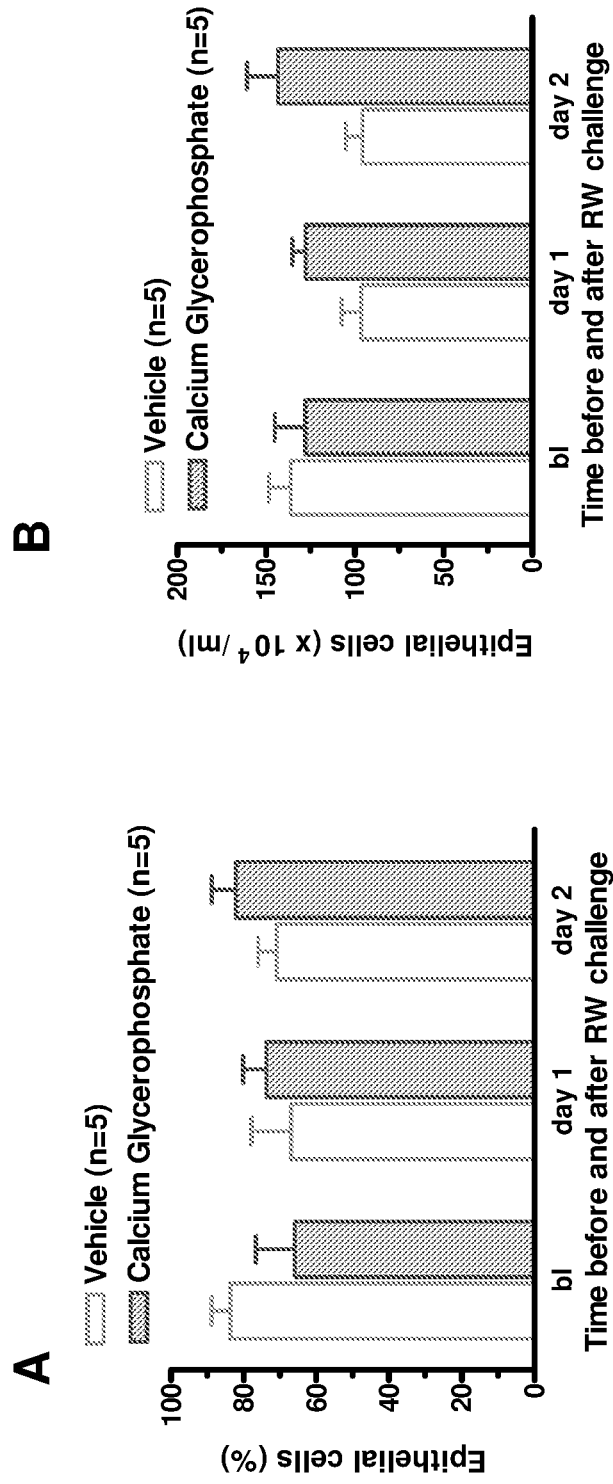 A
Vehicle (n=5)
Calcium Glycerophosphate (n=5)
Epithelial cells (%)
100
80
60
40
20
0
bl
day 1
day 2
Time before and after RW challenge
B
Vehicle (n=5)
Calcium Glycerophosphate (n=5)
Epithelial cells (x 10⁴/ml)
200
150
100
50
0
bl
day 1
day 2
Time before and after RW challenge